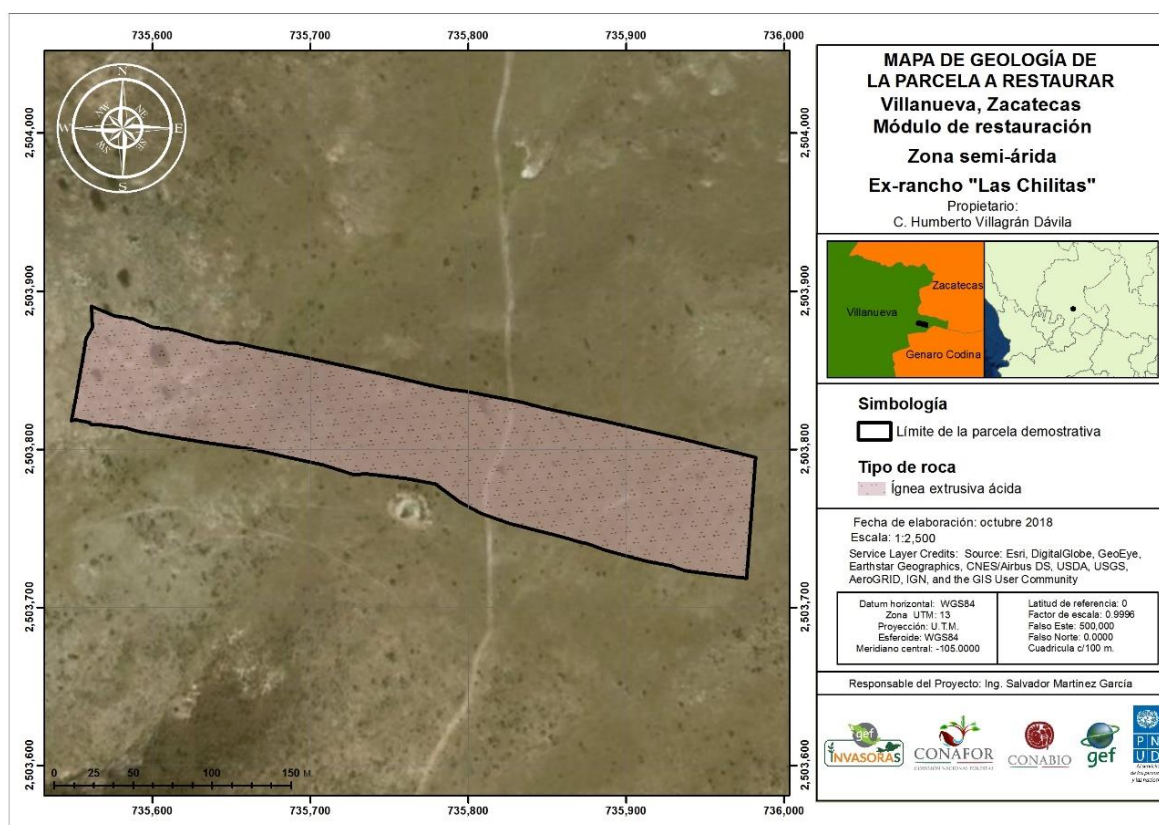 735,600 735,700 735,800 735,900 736,000
2,504,000
2,503,900
2,503,800
2,503,700
2,503,600
2,504,000
2,503,900
2,503,800
2,503,700
2,503,600
N
NE
E
SE
S
SW
W
0 25 50 100 150 M
735,600 735,700 735,800 735,900 736,000
MAPA DE GEOLOGÍA DE
LA PARCELA A RESTAURAR
Villanueva, Zacatecas
Módulo de restauración
Zona semi-árida
Ex-rancho "Las Chilitas"
Propietario:
C. Humberto Villagrán Dávila
Zacatecas
Villanueva
Genaro Codina
Simbología
Límite de la parcela demostrativa
Tipo de roca
Ígnea extrusiva ácida
Fecha de elaboración: octubre 2018
Escala: 1:2,500
Service Layer Credits: Source: Esri, DigitalGlobe, GeoEye,
Earthstar Geographics, CNES/Airbus DS, USDA, USGS,
AeroGRID, IGN, and the GIS User Community
Datum horizontal: WGS84
Zona UTM: 13
Proyección: U.T.M.
Esferoide: WGS84
Meridiano central: -105.0000
Latitud de referencia: 0
Factor de escala: 0.9996
Falso Este: 500,000
Falso Norte: 0.0000
Cuadricula c/100 m.
Responsable del Proyecto: Ing. Salvador Martínez García
gef
INVASORAS
CONAFOR
COMISIÓN NACIONAL FORESTAL
CONABIO
gef
P N
U D